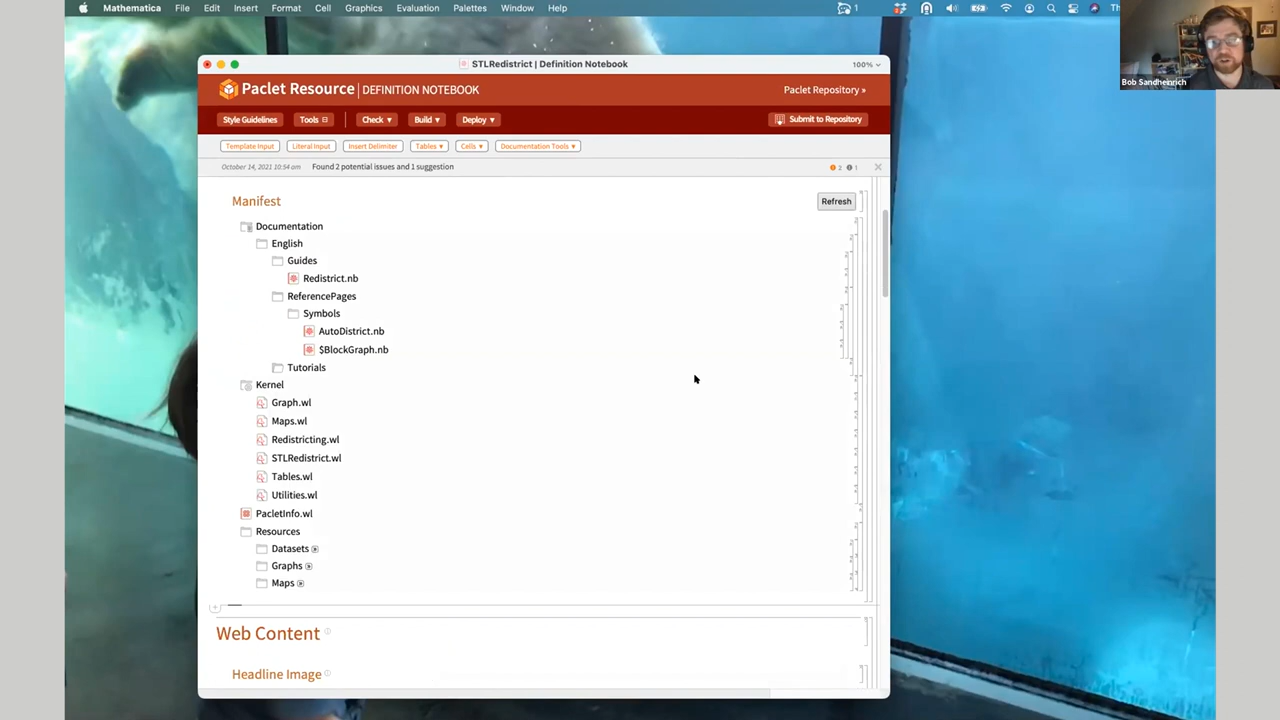 Mathematica File Edit Insert Format Cell Graphics Evaluation Palettes Window Help 1
STLRedistrict | Definition Notebook 100%
Paclet Resource | DEFINITION NOTEBOOK Paclet Repository »
Style Guidelines Tools Check Build Deploy Submit to Repository
Template Input Literal Input Insert Delimiter Tables Cells Documentation Tools
October 14, 2021 10:54 am Found 2 potential issues and 1 suggestion 2 1
Manifest Refresh
Documentation
English
Guides
Redistrict.nb
ReferencePages
Symbols
AutoDistrict.nb
$BlockGraph.nb
Tutorials
Kernel
Graph.wl
Maps.wl
Redistricting.wl
STLRedistrict.wl
Tables.wl
Utilities.wl
PacletInfo.wl
Resources
Datasets
Graphs
Maps
Web Content
Headline Image
Bob Sandheinrich